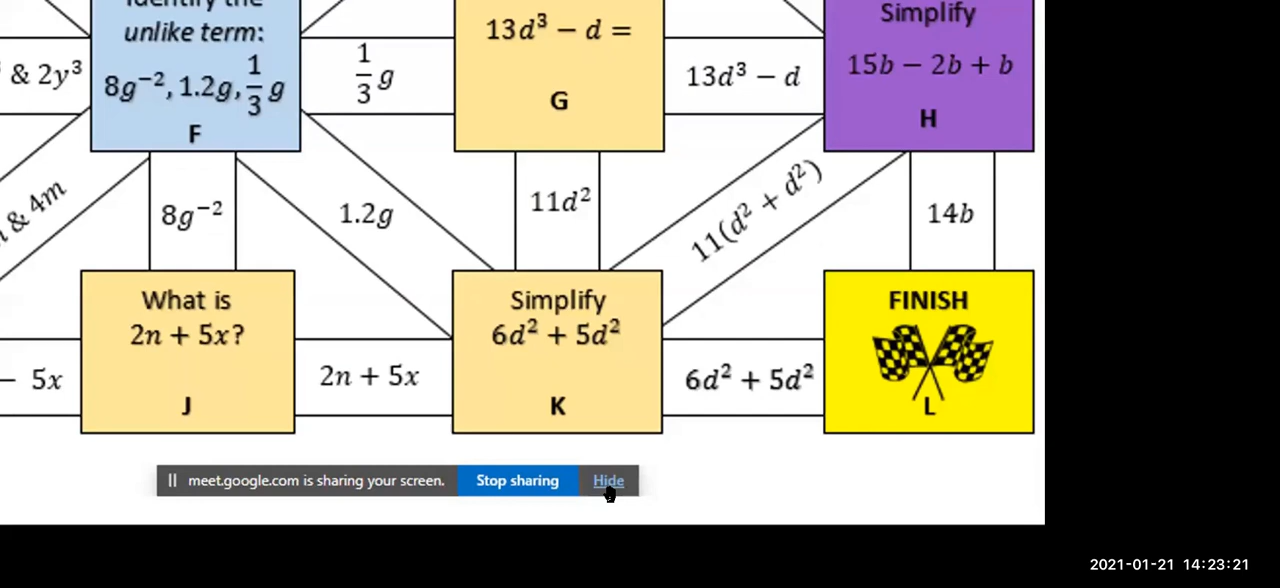 unlike term:
8g⁻², 1.2g, 1/3 g
F
& 2y³
1/3 g
13d³ − d =
G
13d³ − d
Simplify
15b − 2b + b
H
& 4m
8g⁻²
1.2g
11d²
11(d² + d²)
14b
What is
2n + 5x?
J
− 5x
2n + 5x
Simplify
6d² + 5d²
K
6d² + 5d²
FINISH
L
meet.google.com is sharing your screen.
Stop sharing
Hide
2021-01-21 14:23:21